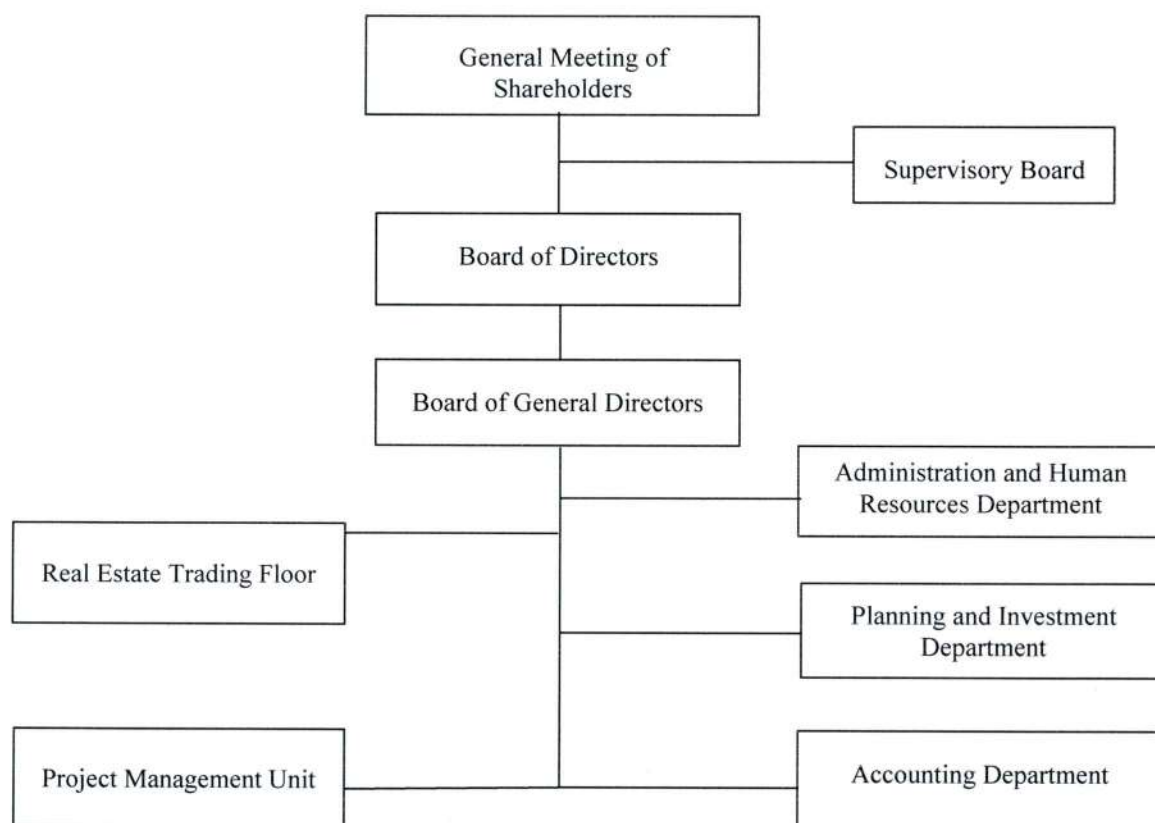 General Meeting of
Shareholders
Supervisory Board
Board of Directors
Board of General Directors
Administration and Human
Resources Department
Real Estate Trading Floor
Planning and Investment
Department
Project Management Unit
Accounting Department